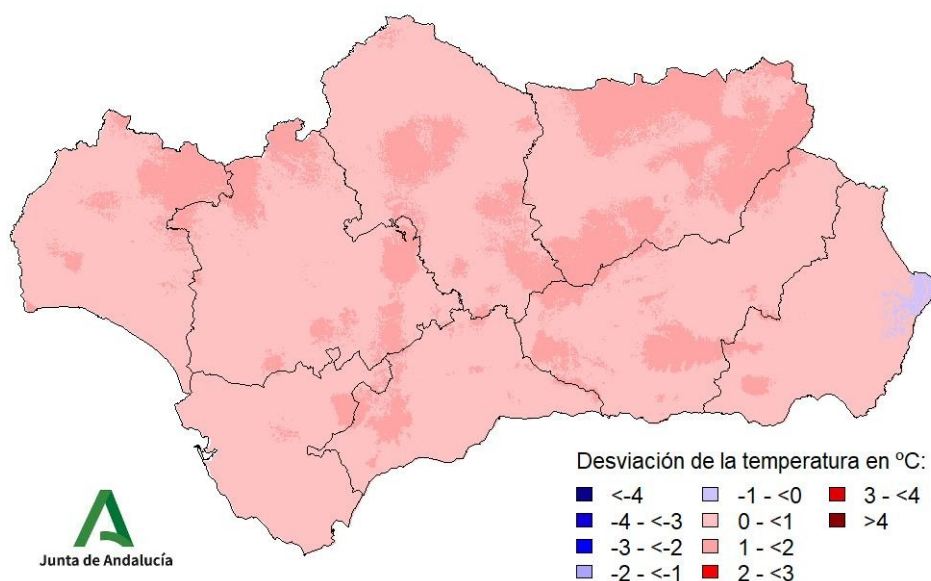 Desviación de la temperatura en ºC:
<-4 -1 - <0 3 - <4
-4 - <-3 0 - <1 >4
-3 - <-2 1 - <2
-2 - <-1 2 - <3
Junta de Andalucía